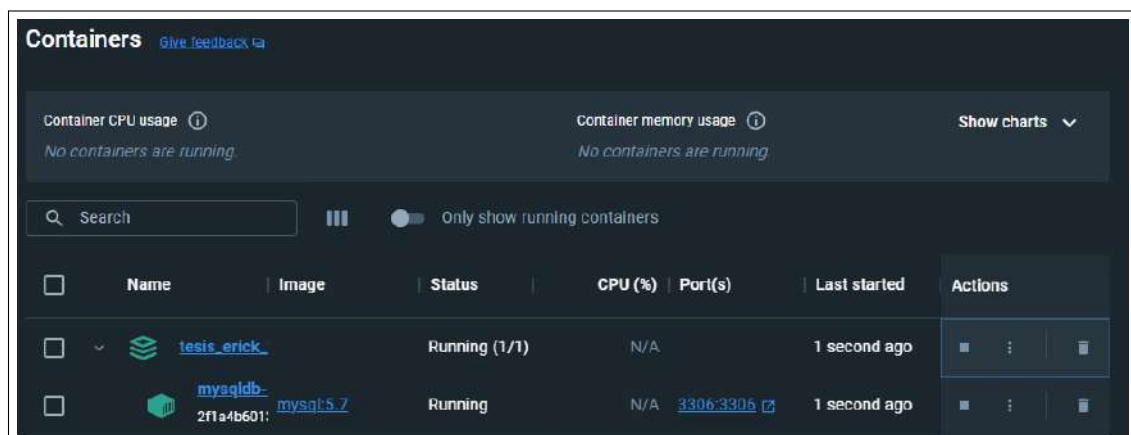 Containers Give feedback
Container CPU usage Container memory usage Show charts
No containers are running. No containers are running.
Search Only show running containers
Name Image Status CPU (%) Port(s) Last started Actions
tesis_erick_ Running (1/1) N/A 1 second ago
mysqldb-
2f1a4b601 mysql:5.7 Running N/A 3306:3306 1 second ago